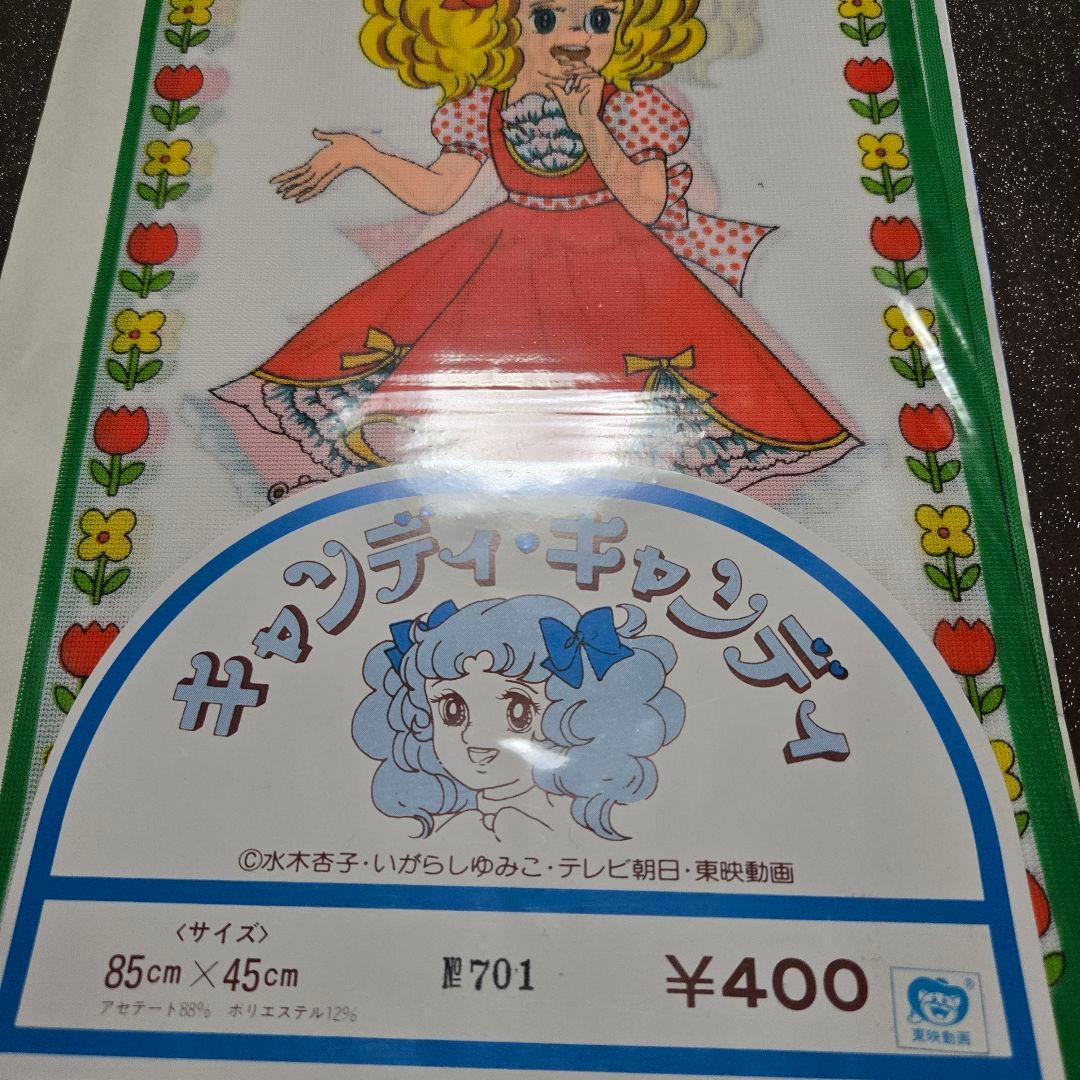 キャンディ・キャンディ
©水木杏子・いがらしゆみこ・テレビ朝日・東映動画
〈サイズ〉
85cm×45cm
アセテート88% ポリエステル12%
№701
¥400
®
東映動画